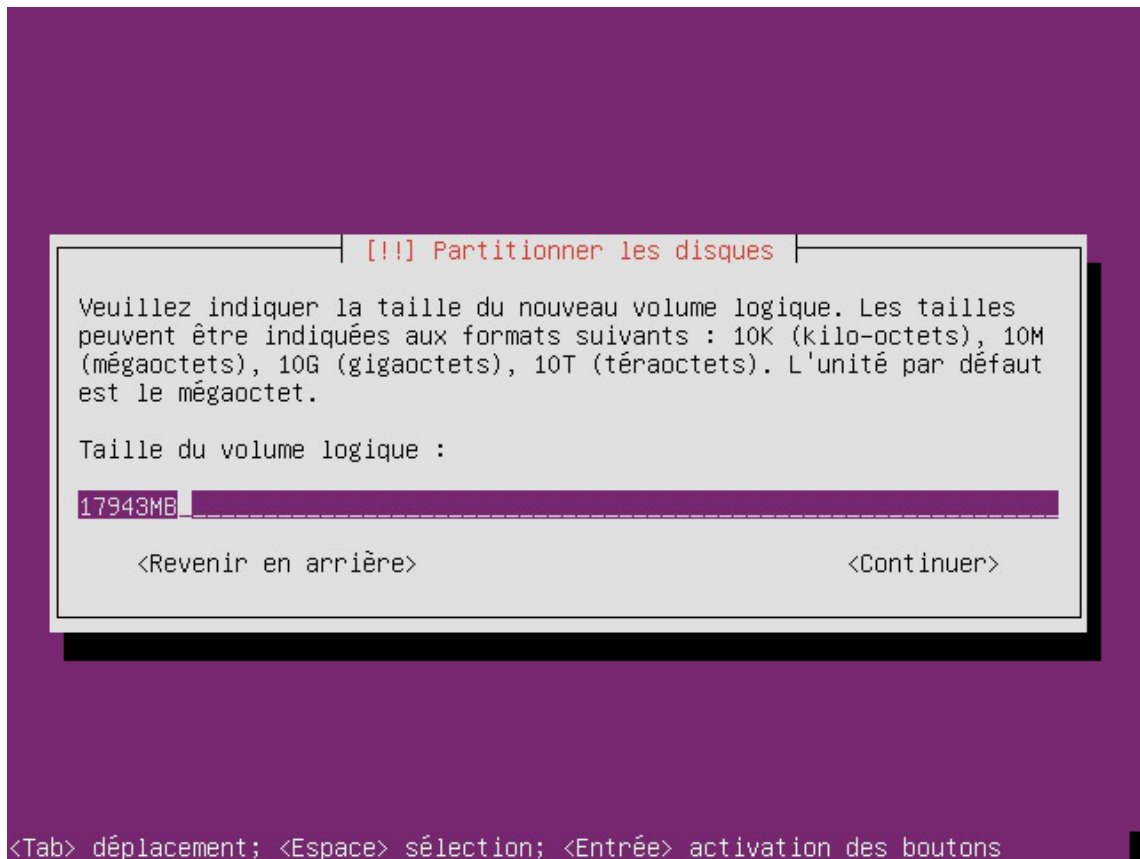 [!!] Partitionner les disques
Veuillez indiquer la taille du nouveau volume logique. Les tailles
peuvent être indiquées aux formats suivants : 10K (kilo-octets), 10M
(mégaoctets), 10G (gigaoctets), 10T (téraoctets). L'unité par défaut
est le mégaoctet.
Taille du volume logique :
17943MB
<Revenir en arrière> <Continuer>
<Tab> déplacement; <Espace> sélection; <Entrée> activation des boutons